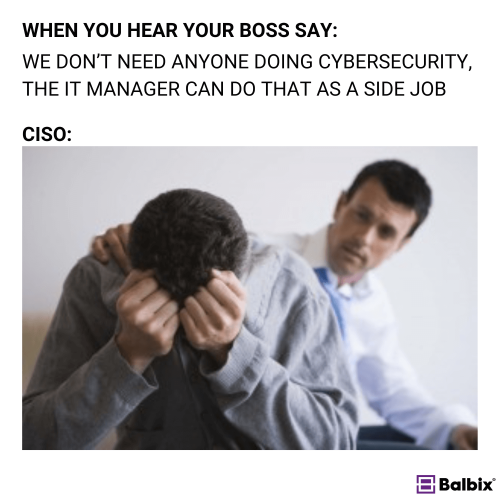 WHEN YOU HEAR YOUR BOSS SAY:
WE DON'T NEED ANYONE DOING CYBERSECURITY,
THE IT MANAGER CAN DO THAT AS A SIDE JOB
CISO:
Balbix